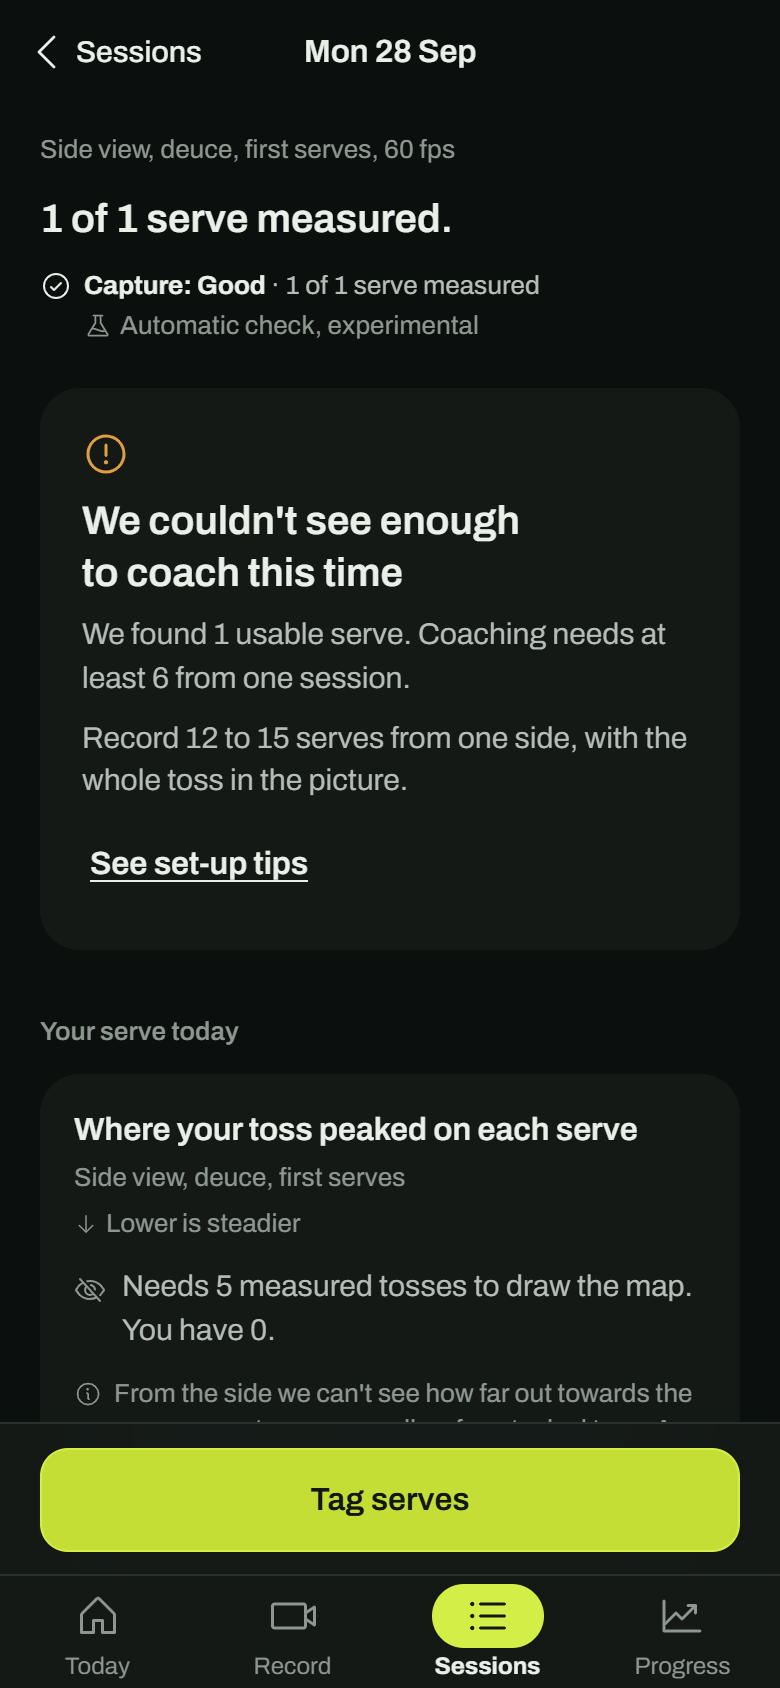 Sessions
Mon 28 Sep
Side view, deuce, first serves, 60 fps
1 of 1 serve measured.
Capture: Good · 1 of 1 serve measured
Automatic check, experimental
We couldn't see enough
to coach this time
We found 1 usable serve. Coaching needs at
least 6 from one session.
Record 12 to 15 serves from one side, with the
whole toss in the picture.
See set-up tips
Your serve today
Where your toss peaked on each serve
Side view, deuce, first serves
Lower is steadier
Needs 5 measured tosses to draw the map.
You have 0.
From the side we can't see how far out towards the
Tag serves
Today
Record
Sessions
Progress